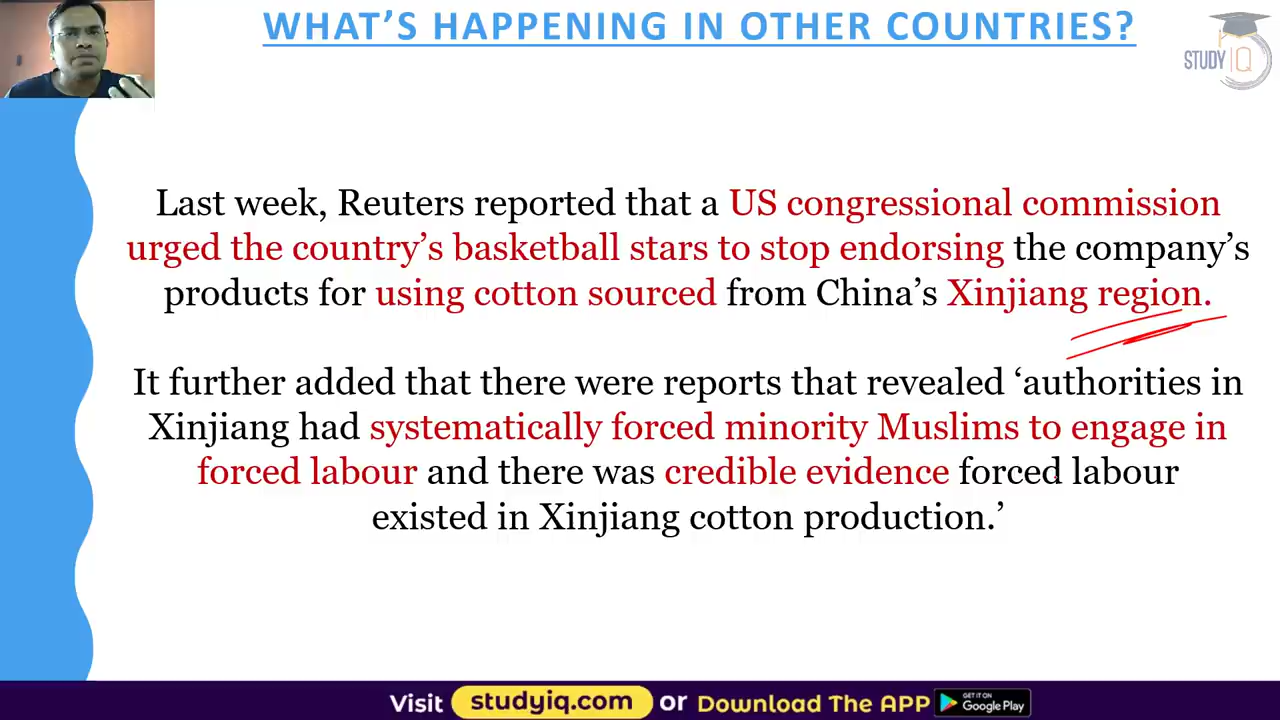 WHAT'S HAPPENING IN OTHER COUNTRIES?
STUDY IQ
Last week, Reuters reported that a US congressional commission
urged the country's basketball stars to stop endorsing the company's
products for using cotton sourced from China's Xinjiang region.
It further added that there were reports that revealed ‘authorities in
Xinjiang had systematically forced minority Muslims to engage in
forced labour and there was credible evidence forced labour
existed in Xinjiang cotton production.’
Visit studyiq.com or Download The APP GET IT ON Google Play